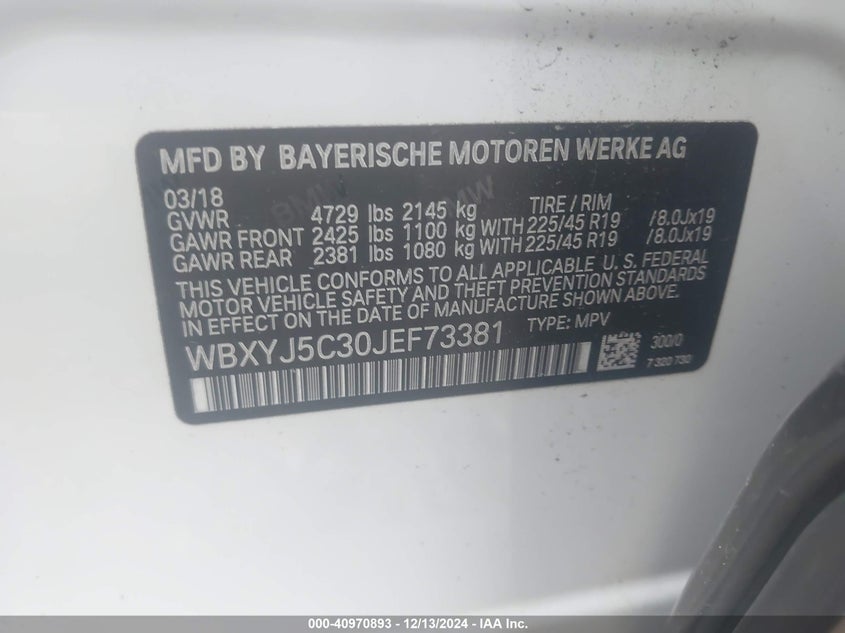 MFD BY BAYERISCHE MOTOREN WERKE AG
03/18 TIRE / RIM
GVWR 4729 lbs 2145 kg
GAWR FRONT 2425 lbs 1100 kg WITH 225/45 R19 /8.0Jx19
GAWR REAR 2381 lbs 1080 kg WITH 225/45 R19 /8.0Jx19
THIS VEHICLE CONFORMS TO ALL APPLICABLE U. S. FEDERAL
MOTOR VEHICLE SAFETY AND THEFT PREVENTION STANDARDS
IN EFFECT ON THE DATE OF MANUFACTURE SHOWN ABOVE.
WBXYJ5C30JEF73381 TYPE: MPV
300/0
7 320 730
000-40970893 - 12/13/2024 - IAA Inc.